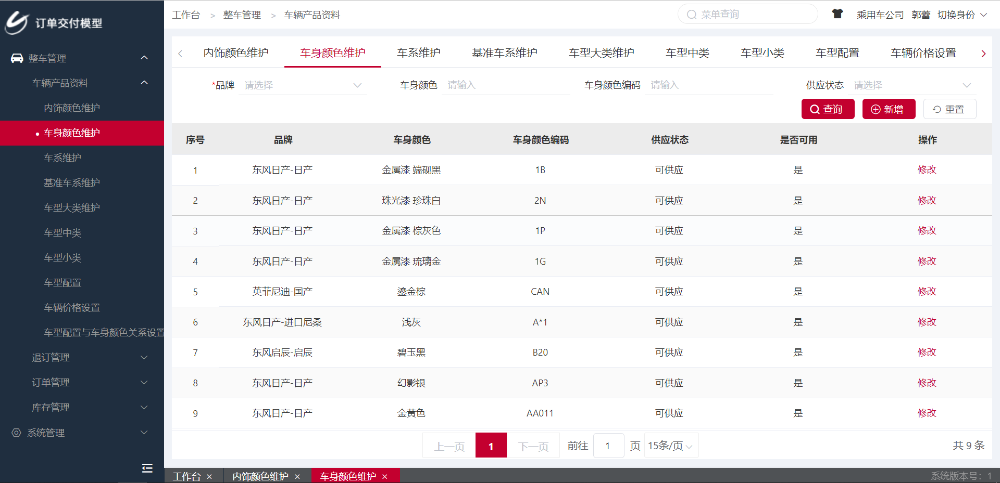 订单交付模型
整车管理
车辆产品资料
内饰颜色维护
车身颜色维护
车系维护
基准车系维护
车型大类维护
车型中类
车型小类
车型配置
车辆价格设置
车型配置与车身颜色关系设置
退订管理
订单管理
库存管理
系统管理
工作台 > 整车管理 > 车辆产品资料 菜单查询 乘用车公司 郭蕾 切换身份
内饰颜色维护 车身颜色维护 车系维护 基准车系维护 车型大类维护 车型中类 车型小类 车型配置 车辆价格设置
*品牌 请选择 车身颜色 请输入 车身颜色编码 请输入 供应状态 请选择
查询 新增 重置
序号 品牌 车身颜色 车身颜色编码 供应状态 是否可用 操作
1 东风日产-日产 金属漆 端砚黑 1B 可供应 是 修改
2 东风日产-日产 珠光漆 珍珠白 2N 可供应 是 修改
3 东风日产-日产 金属漆 棕灰色 1P 可供应 是 修改
4 东风日产-日产 金属漆 琉璃金 1G 可供应 是 修改
5 英菲尼迪-国产 鎏金棕 CAN 可供应 是 修改
6 东风日产-进口尼桑 浅灰 A*1 可供应 是 修改
7 东风启辰-启辰 碧玉黑 B20 可供应 是 修改
8 东风日产-日产 幻影银 AP3 可供应 是 修改
9 东风日产-日产 金黄色 AA011 可供应 是 修改
上一页 1 下一页 前往 1 页 15条/页 共 9 条
工作台 × 内饰颜色维护 × 车身颜色维护 × 系统版本号：1